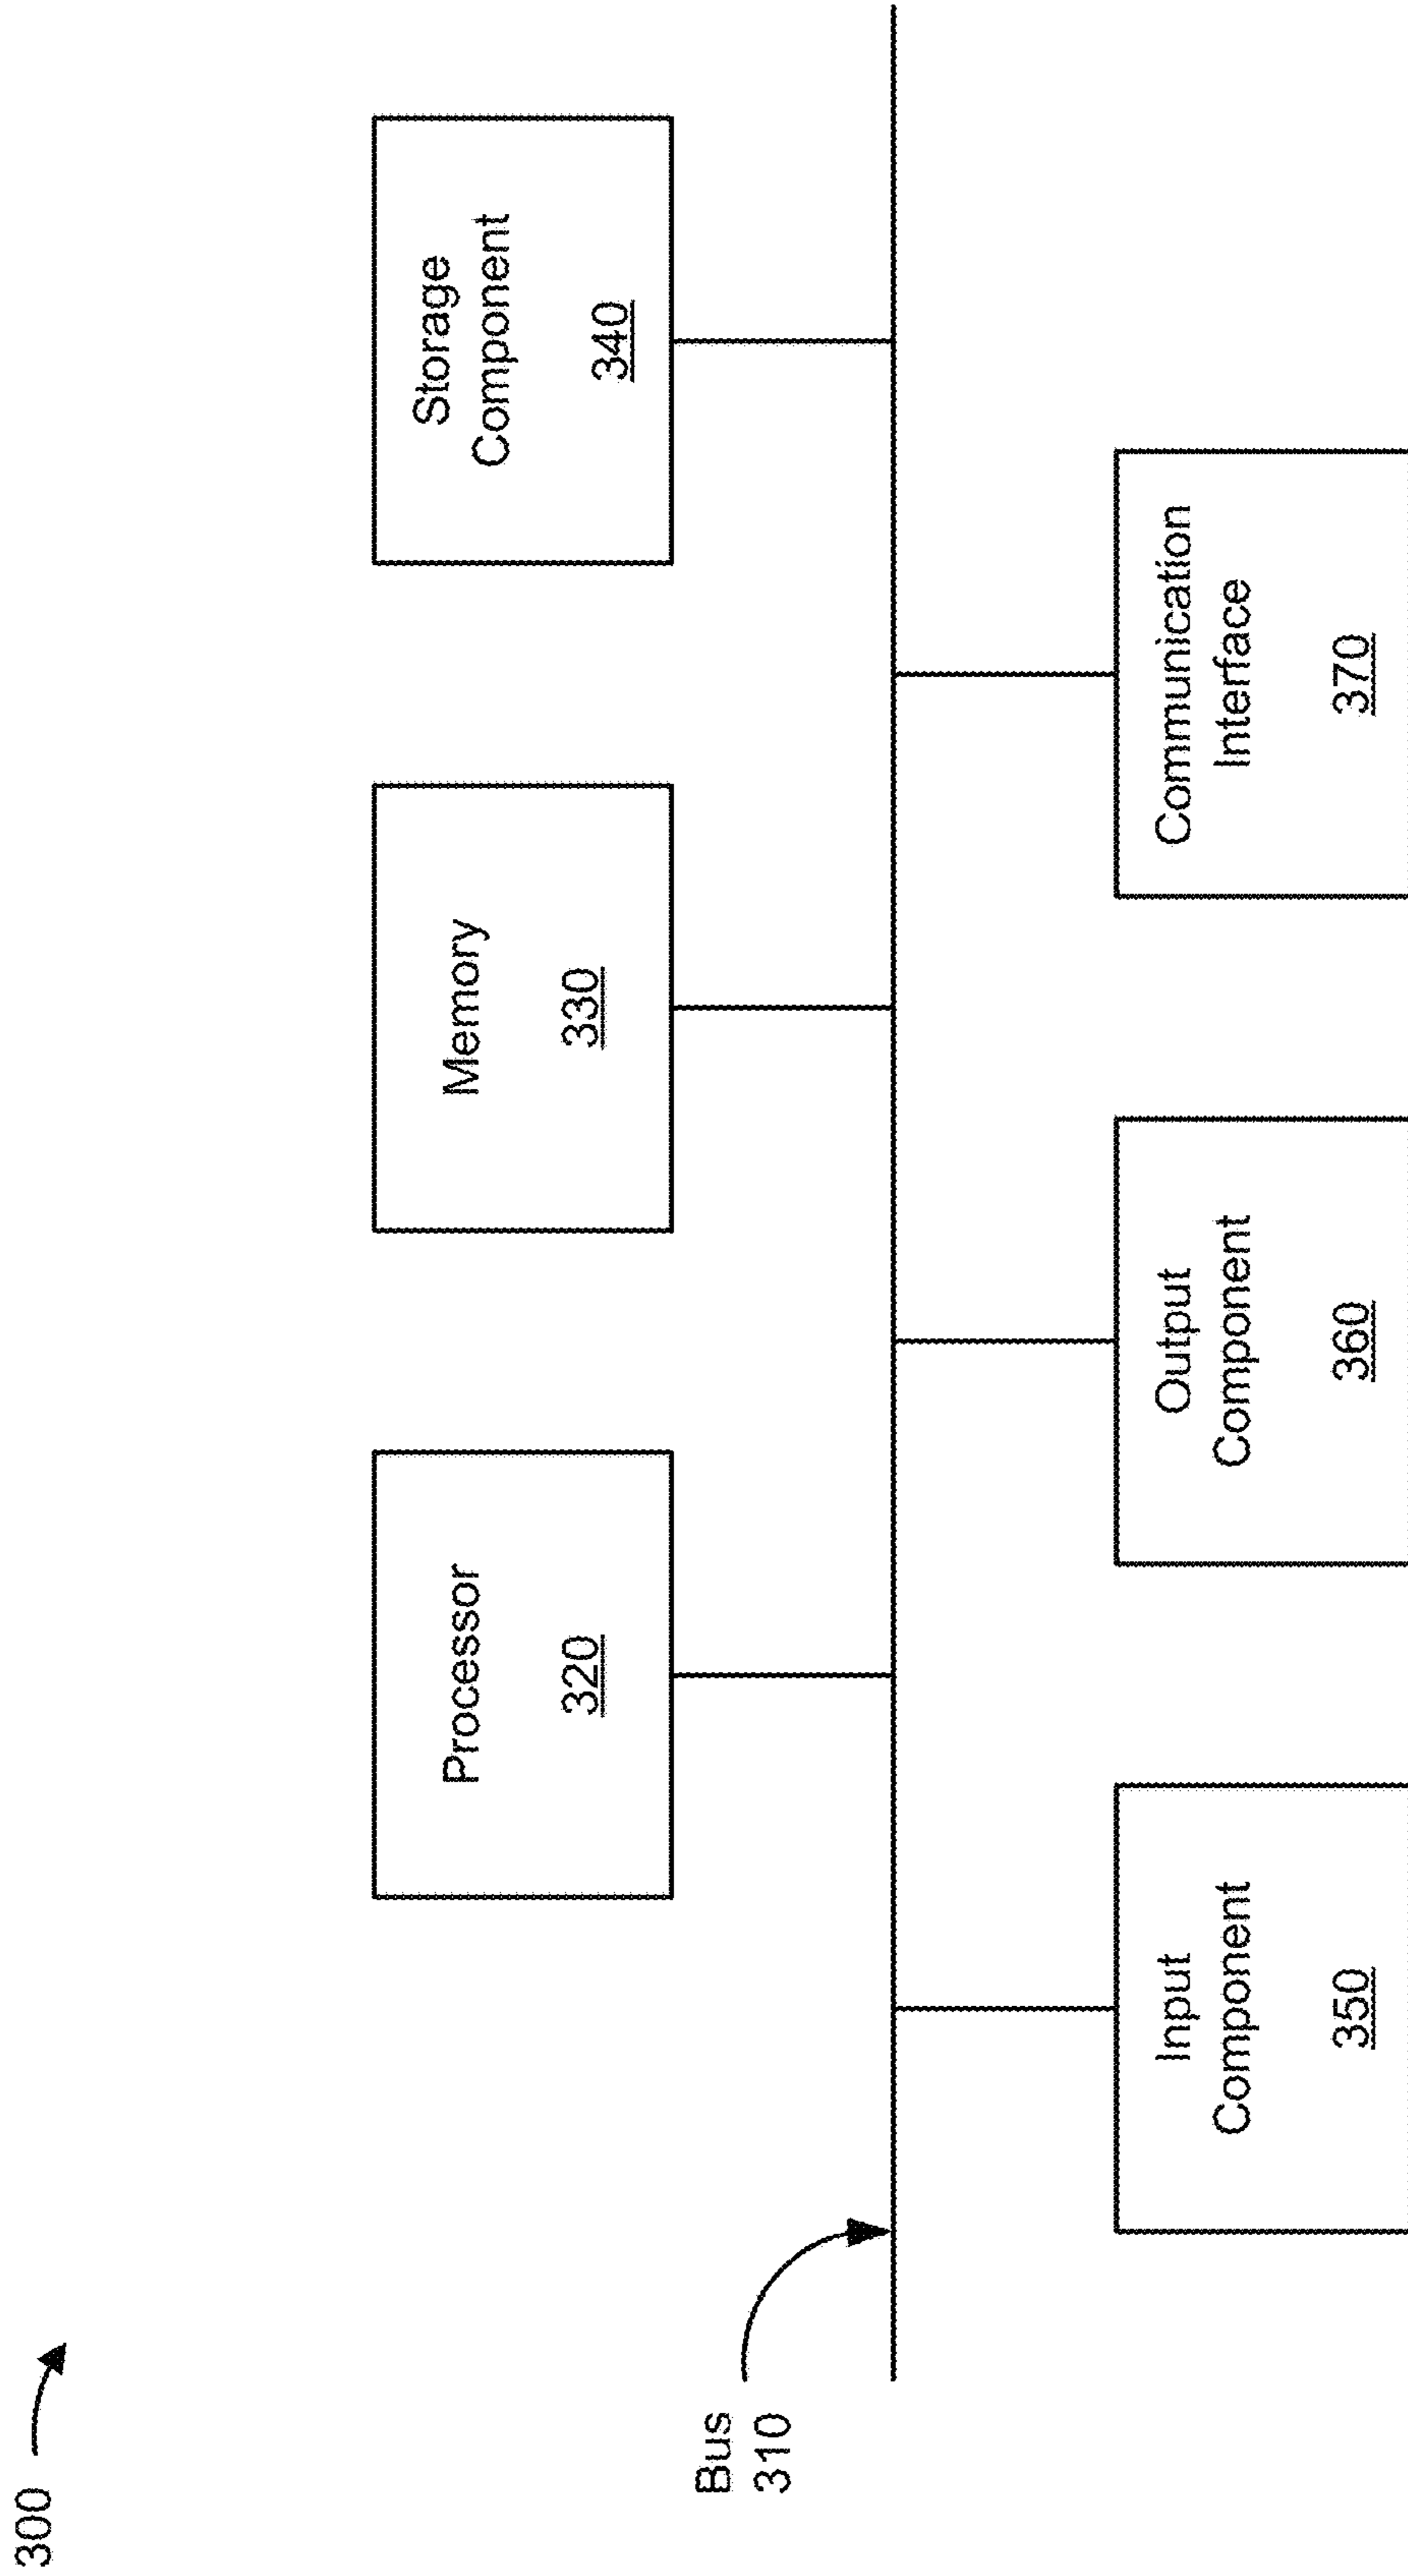 300
Processor
320
Memory
330
Storage
Component
340
Bus
310
Input
Component
350
Output
Component
360
Communication
Interface
370